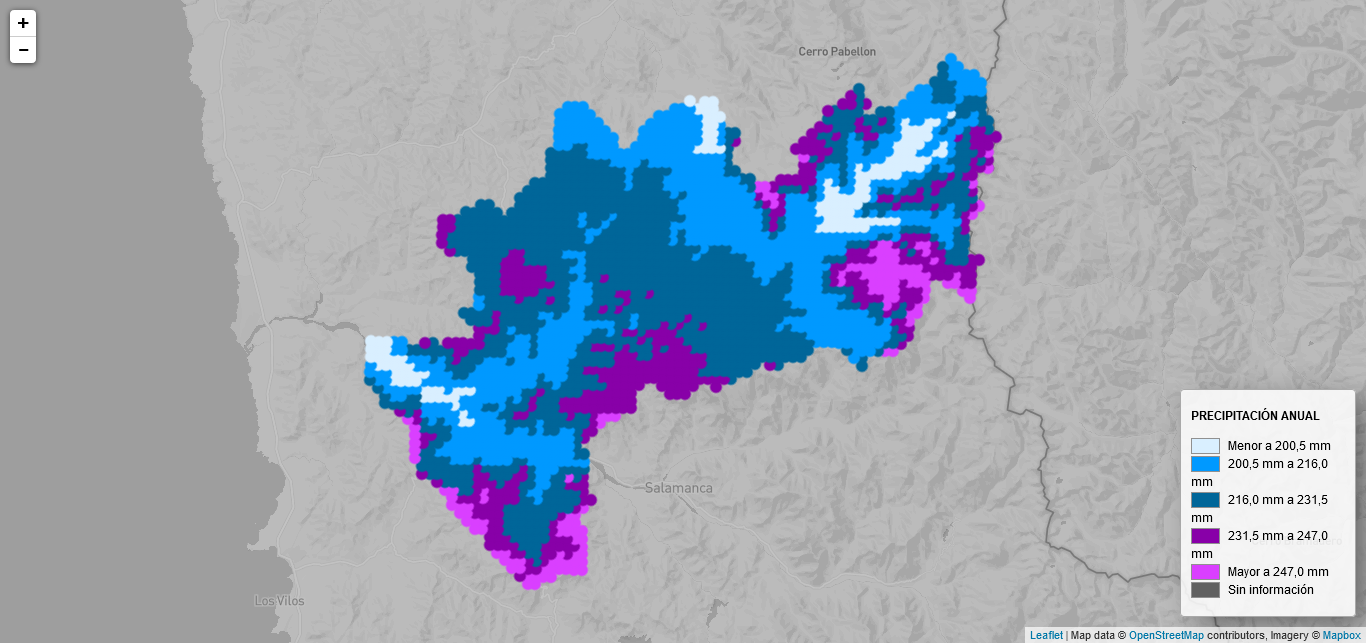 +
−
Cerro Pabellon
Salamanca
Los Vilos
PRECIPITACIÓN ANUAL
Menor a 200,5 mm
200,5 mm a 216,0
mm
216,0 mm a 231,5
mm
231,5 mm a 247,0
mm
Mayor a 247,0 mm
Sin información
Leaflet | Map data © OpenStreetMap contributors, Imagery © Mapbox